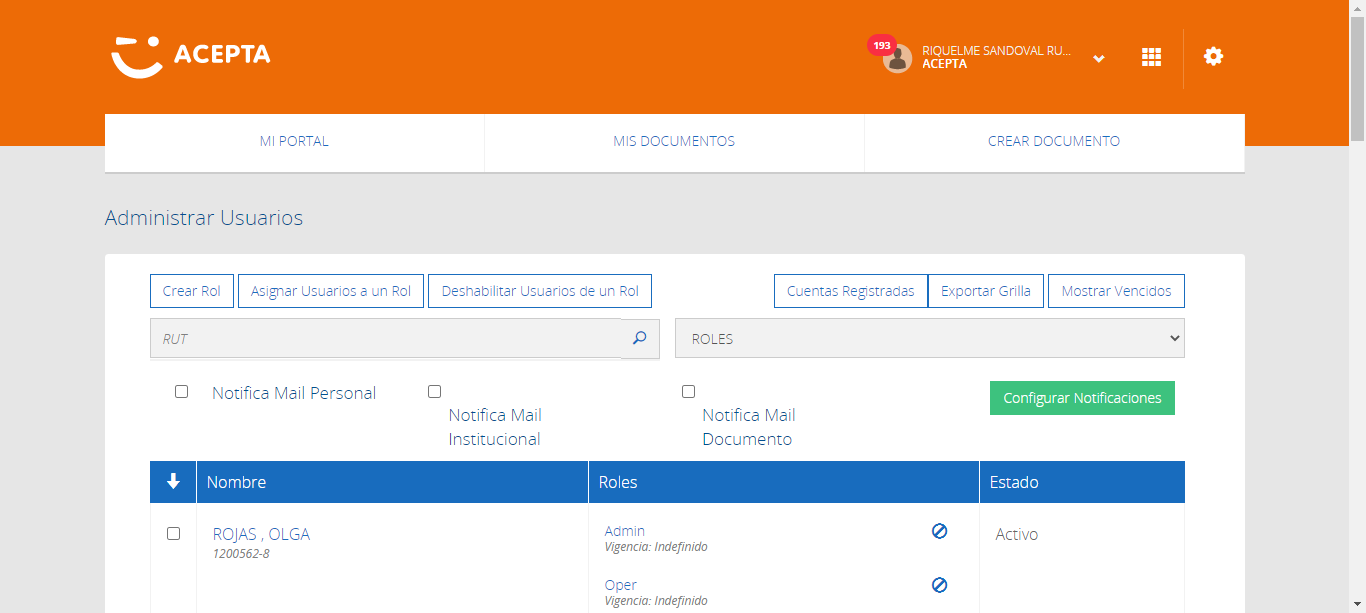 ACEPTA
193
RIQUELME SANDOVAL RU...
ACEPTA
MI PORTAL
MIS DOCUMENTOS
CREAR DOCUMENTO
Administrar Usuarios
Crear Rol
Asignar Usuarios a un Rol
Deshabilitar Usuarios de un Rol
Cuentas Registradas
Exportar Grilla
Mostrar Vencidos
RUT
ROLES
Notifica Mail Personal
Notifica Mail
Institucional
Notifica Mail
Documento
Configurar Notificaciones
Nombre
Roles
Estado
ROJAS , OLGA
1200562-8
Admin
Vigencia: Indefinido
Activo
Oper
Vigencia: Indefinido